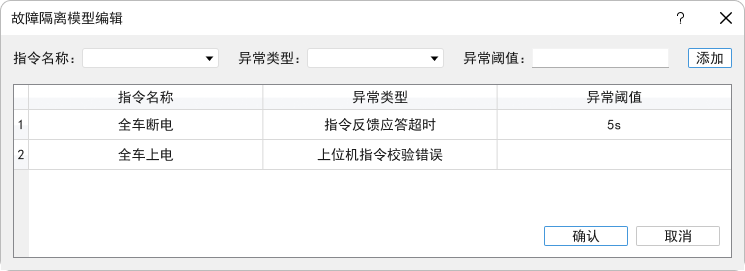 故障隔离模型编辑 ?
指令名称： 异常类型： 异常阈值： 添加
指令名称 异常类型 异常阈值
1 全车断电 指令反馈应答超时 5s
2 全车上电 上位机指令校验错误
确认 取消